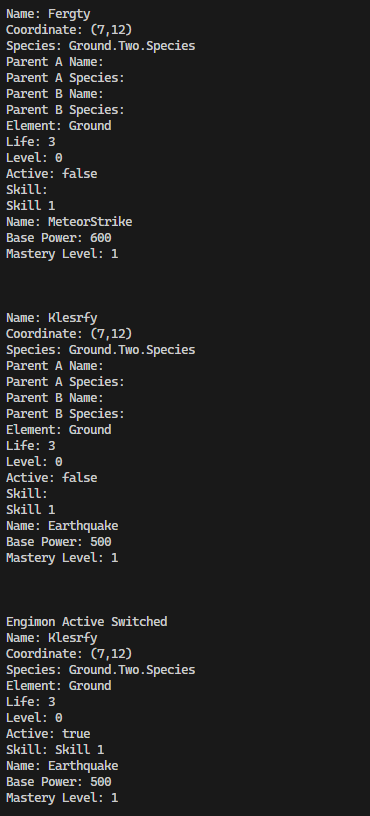 Name: Fergty
Coordinate: (7,12)
Species: Ground.Two.Species
Parent A Name:
Parent A Species:
Parent B Name:
Parent B Species:
Element: Ground
Life: 3
Level: 0
Active: false
Skill:
Skill 1
Name: MeteorStrike
Base Power: 600
Mastery Level: 1
Name: Klesrfy
Coordinate: (7,12)
Species: Ground.Two.Species
Parent A Name:
Parent A Species:
Parent B Name:
Parent B Species:
Element: Ground
Life: 3
Level: 0
Active: false
Skill:
Skill 1
Name: Earthquake
Base Power: 500
Mastery Level: 1
Engimon Active Switched
Name: Klesrfy
Coordinate: (7,12)
Species: Ground.Two.Species
Element: Ground
Life: 3
Level: 0
Active: true
Skill: Skill 1
Name: Earthquake
Base Power: 500
Mastery Level: 1